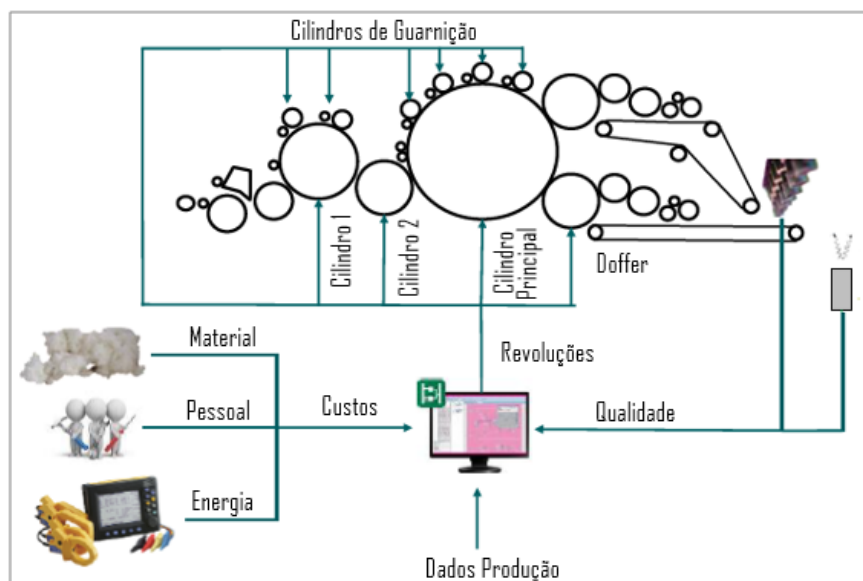 Cilindros de Guarnição
Cilindro 1
Cilindro 2
Cilindro
Principal
Doffer
Material
Revoluções
Pessoal
Custos
Qualidade
Energia
Dados Produção